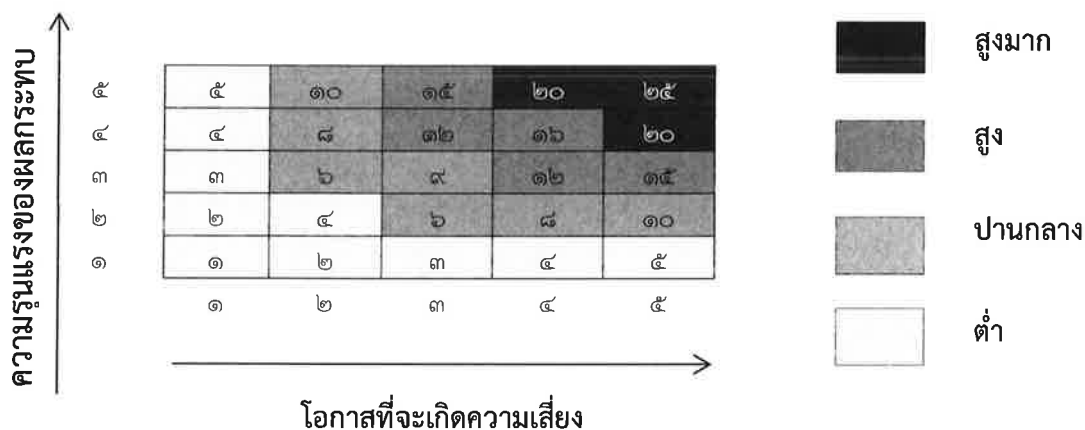 ความรุนแรงของผลกระทบ
๕ ๕ ๑๐ ๑๕ ๒๐ ๒๕
๔ ๔ ๘ ๑๒ ๑๖ ๒๐
๓ ๓ ๖ ๙ ๑๒ ๑๕
๒ ๒ ๔ ๖ ๘ ๑๐
๑ ๑ ๒ ๓ ๔ ๕
๑ ๒ ๓ ๔ ๕
โอกาสที่จะเกิดความเสี่ยง
สูงมาก
สูง
ปานกลาง
ต่ำ